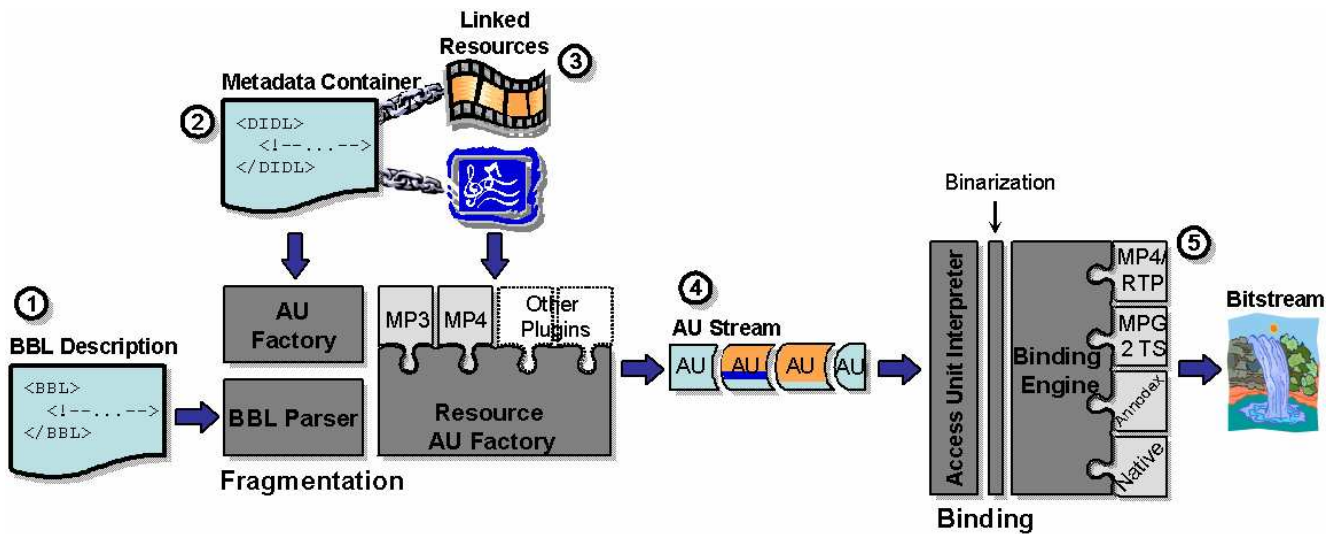 Linked
Resources
3
Metadata Container
2
<DIDL>
<!--...-->
</DIDL>
Binarization
1
BBL Description
<BBL>
<!--...-->
</BBL>
AU
Factory
BBL Parser
MP3
MP4
Other
Plugins
Resource
AU Factory
Fragmentation
4
AU Stream
AU
AU
AU
AU
Access Unit Interpreter
Binding
Engine
5
MP4/
RTP
MPG
2 TS
Annodex
Native
Binding
Bitstream